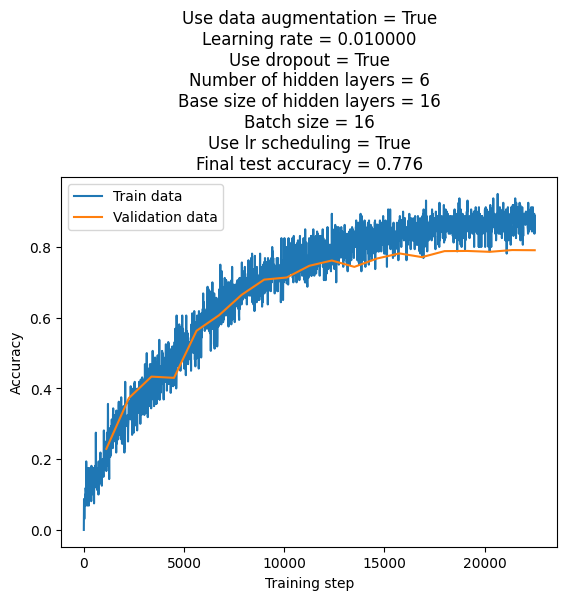 Use data augmentation = True
Learning rate = 0.010000
Use dropout = True
Number of hidden layers = 6
Base size of hidden layers = 16
Batch size = 16
Use lr scheduling = True
Final test accuracy = 0.776
Train data
Validation data
0.8
0.6
0.4
0.2
0.0
Accuracy
0 5000 10000 15000 20000
Training step